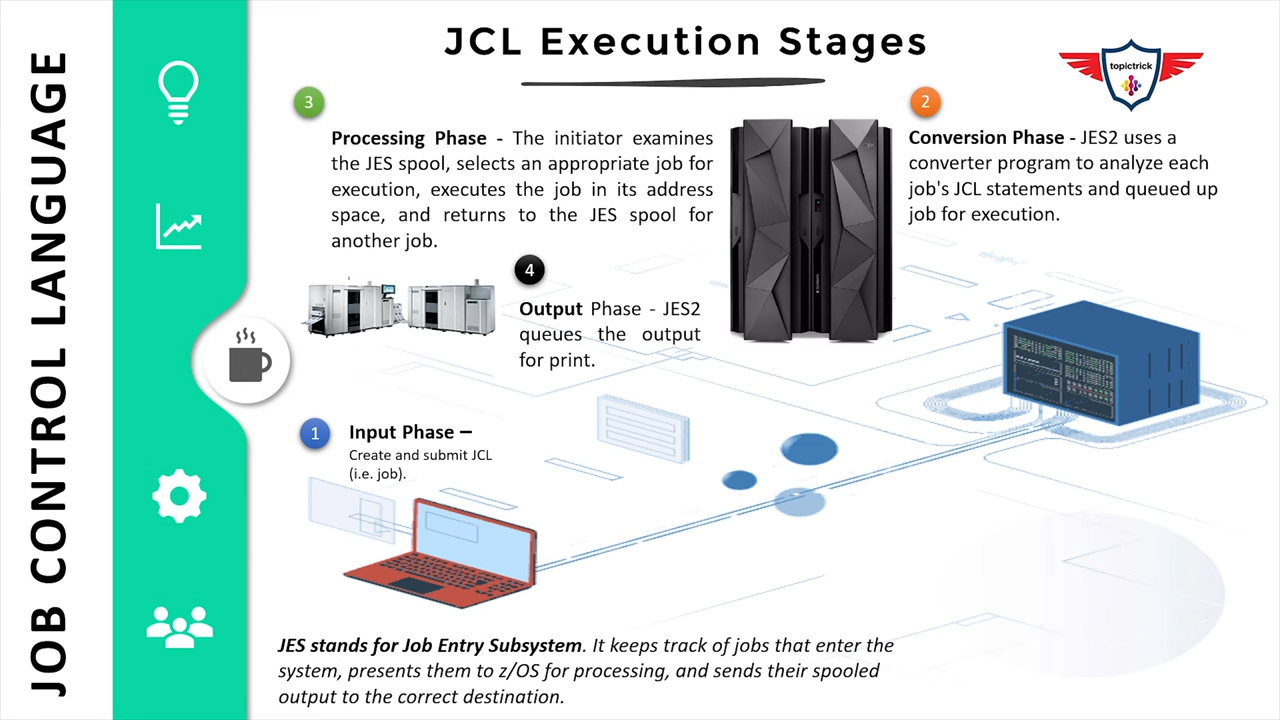 JOB CONTROL LANGUAGE
JCL Execution Stages
topictrick
3
Processing Phase - The initiator examines
the JES spool, selects an appropriate job for
execution, executes the job in its address
space, and returns to the JES spool for
another job.
2
Conversion Phase - JES2 uses a
converter program to analyze each
job's JCL statements and queued up
job for execution.
4
Output Phase - JES2
queues the output
for print.
1
Input Phase –
Create and submit JCL
(i.e. job).
JES stands for Job Entry Subsystem. It keeps track of jobs that enter the
system, presents them to z/OS for processing, and sends their spooled
output to the correct destination.